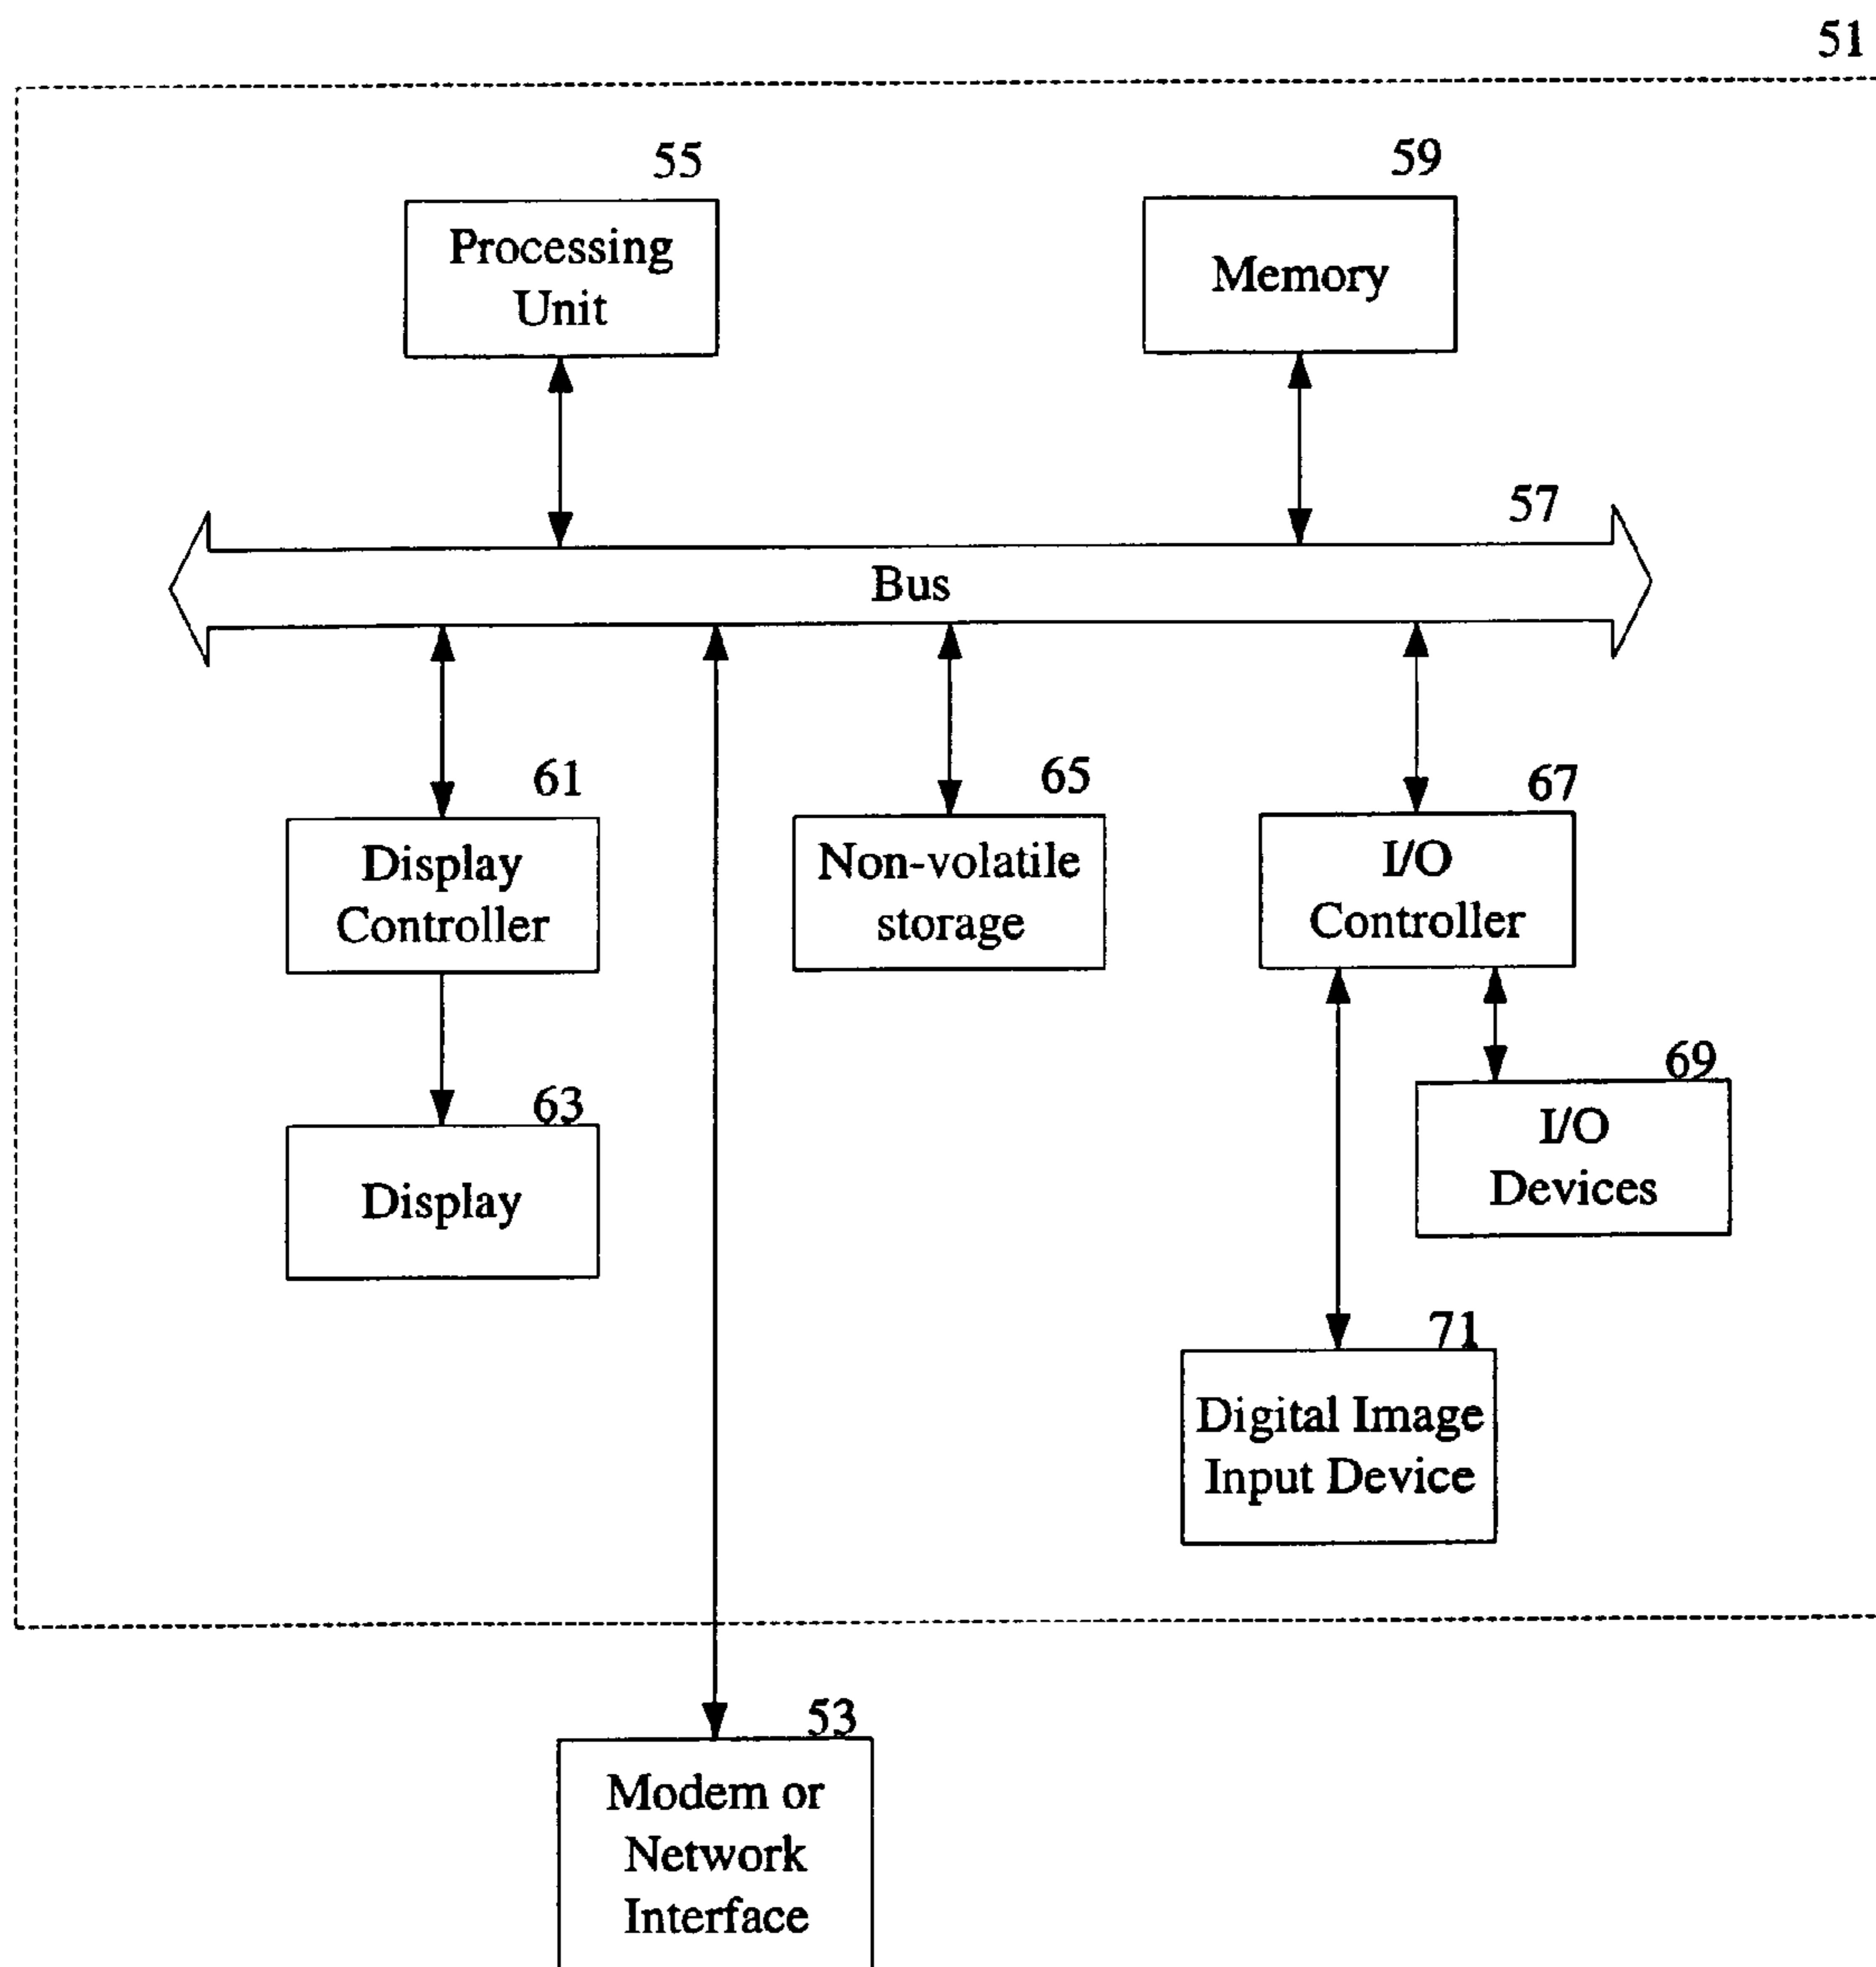 51
55
Processing
Unit
59
Memory
57
Bus
61
Display
Controller
65
Non-volatile
storage
67
I/O
Controller
63
Display
69
I/O
Devices
71
Digital Image
Input Device
53
Modem or
Network
Interface